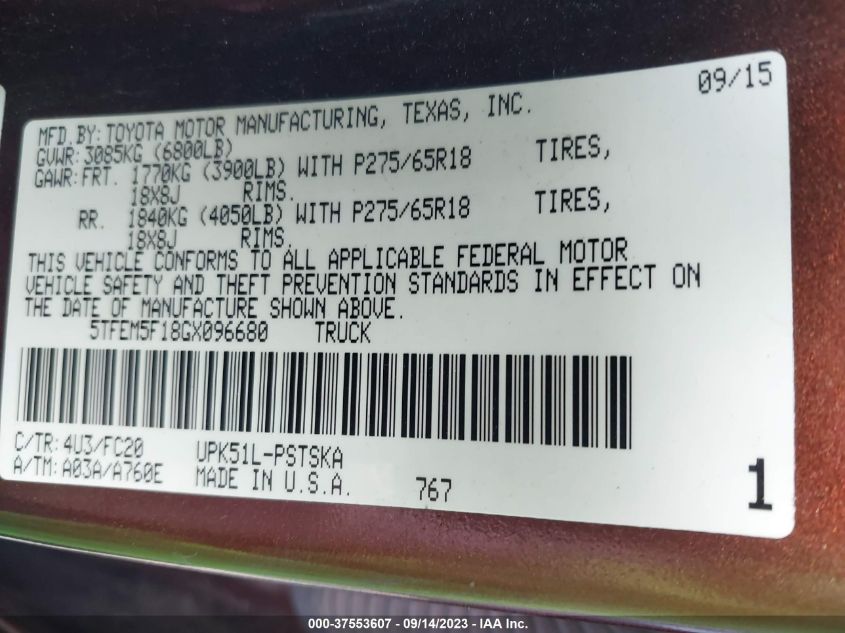 09/15
MFD.BY:TOYOTA MOTOR MANUFACTURING, TEXAS, INC.
GVWR:3085KG (6800LB)
GAWR:FRT. 1770KG (3900LB) WITH P275/65R18 TIRES,
18X8J RIMS.
RR. 1840KG (4050LB) WITH P275/65R18 TIRES,
18X8J RIMS.
THIS VEHICLE CONFORMS TO ALL APPLICABLE FEDERAL MOTOR
VEHICLE SAFETY AND THEFT PREVENTION STANDARDS IN EFFECT ON
THE DATE OF MANUFACTURE SHOWN ABOVE.
5TFEM5F18GX096680 TRUCK
C/TR:4U3/FC20 UPK51L-PSTSKA
A/TM:A03A/A760E MADE IN U.S.A. 767
1
000-37553607 - 09/14/2023 - IAA Inc.